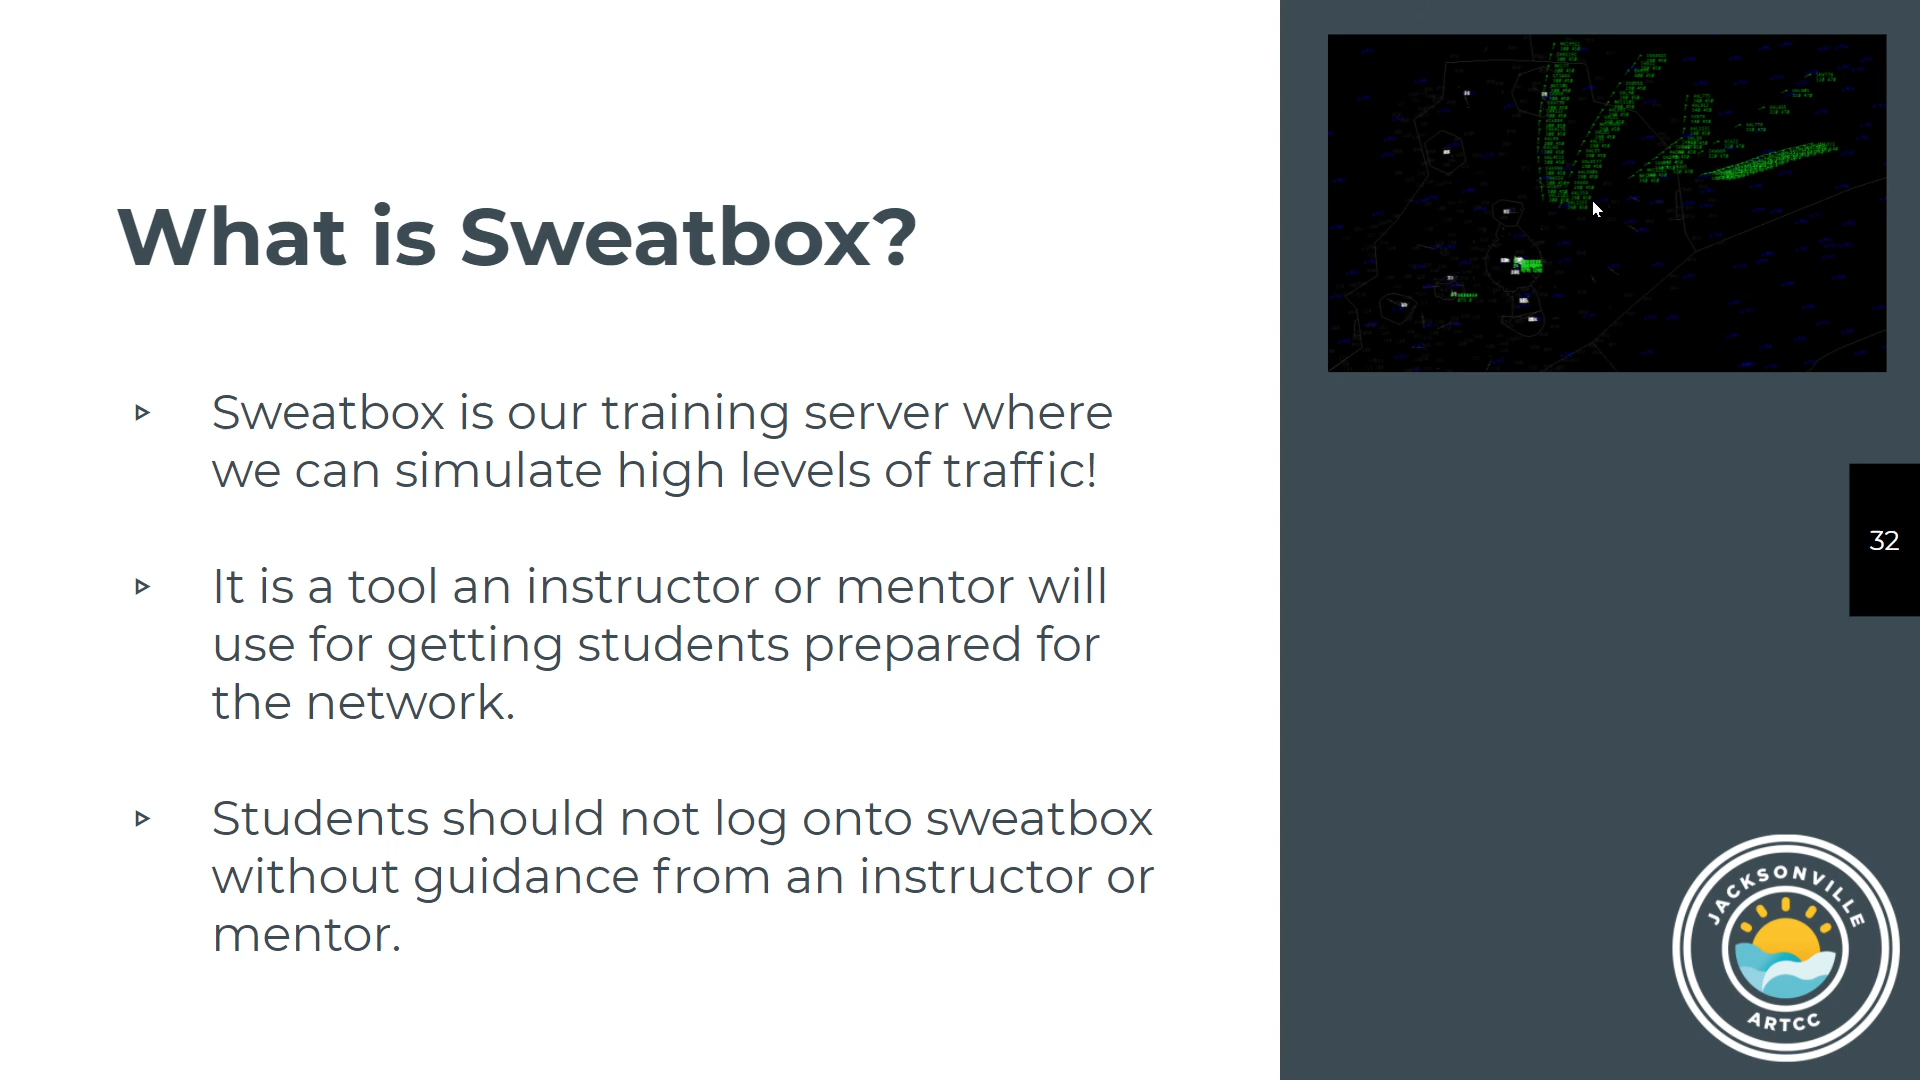 What is Sweatbox?
▹ Sweatbox is our training server where
we can simulate high levels of traffic!
▹ It is a tool an instructor or mentor will
use for getting students prepared for
the network.
▹ Students should not log onto sweatbox
without guidance from an instructor or
mentor.
32
JACKSONVILLE
ARTCC